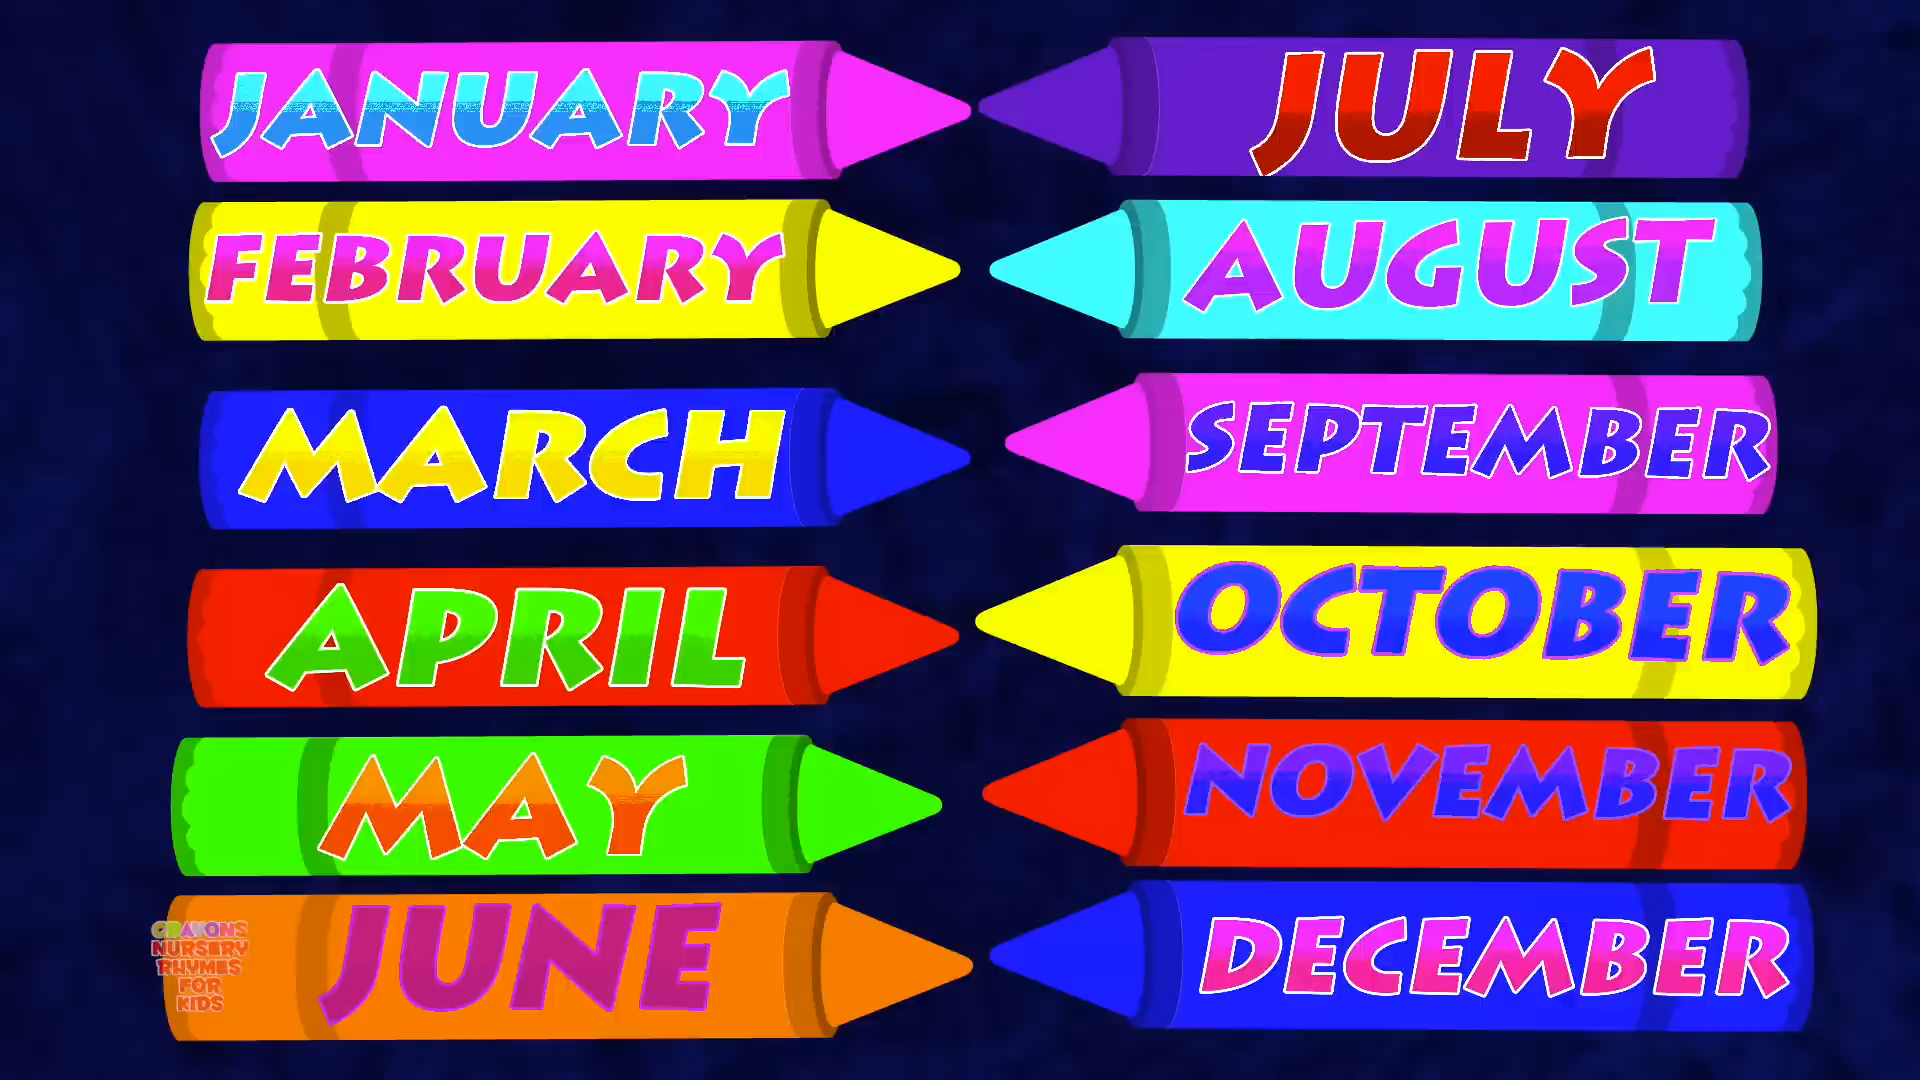 JANUARY
FEBRUARY
MARCH
APRIL
MAY
JUNE
JULY
AUGUST
SEPTEMBER
OCTOBER
NOVEMBER
DECEMBER
CRAYONS
NURSERY
RHYMES
FOR
KIDS